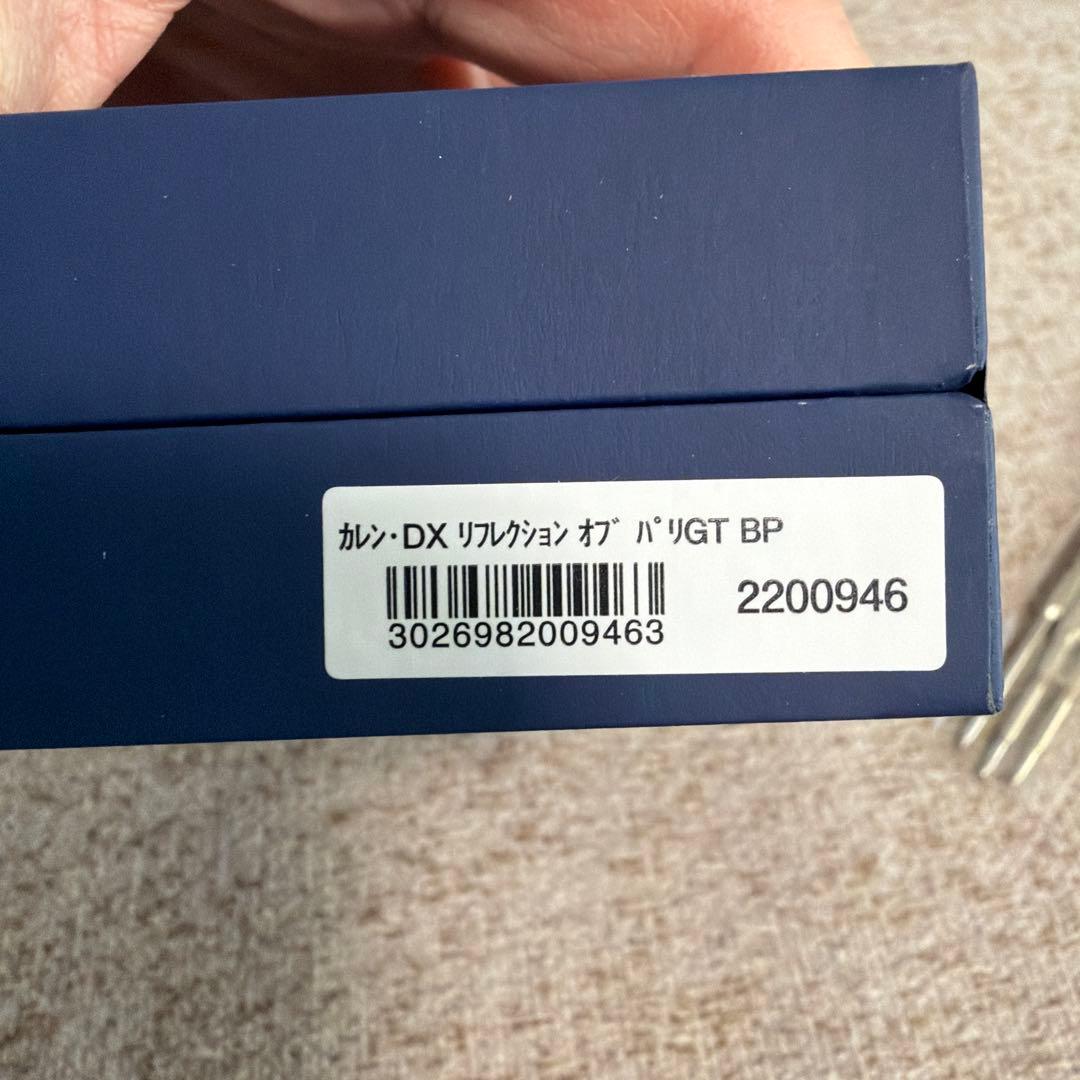 ｶﾚﾝ･DX ﾘﾌﾚｸｼｮﾝ ｵﾌﾞ ﾊﾟﾘGT BP
3026982009463
2200946